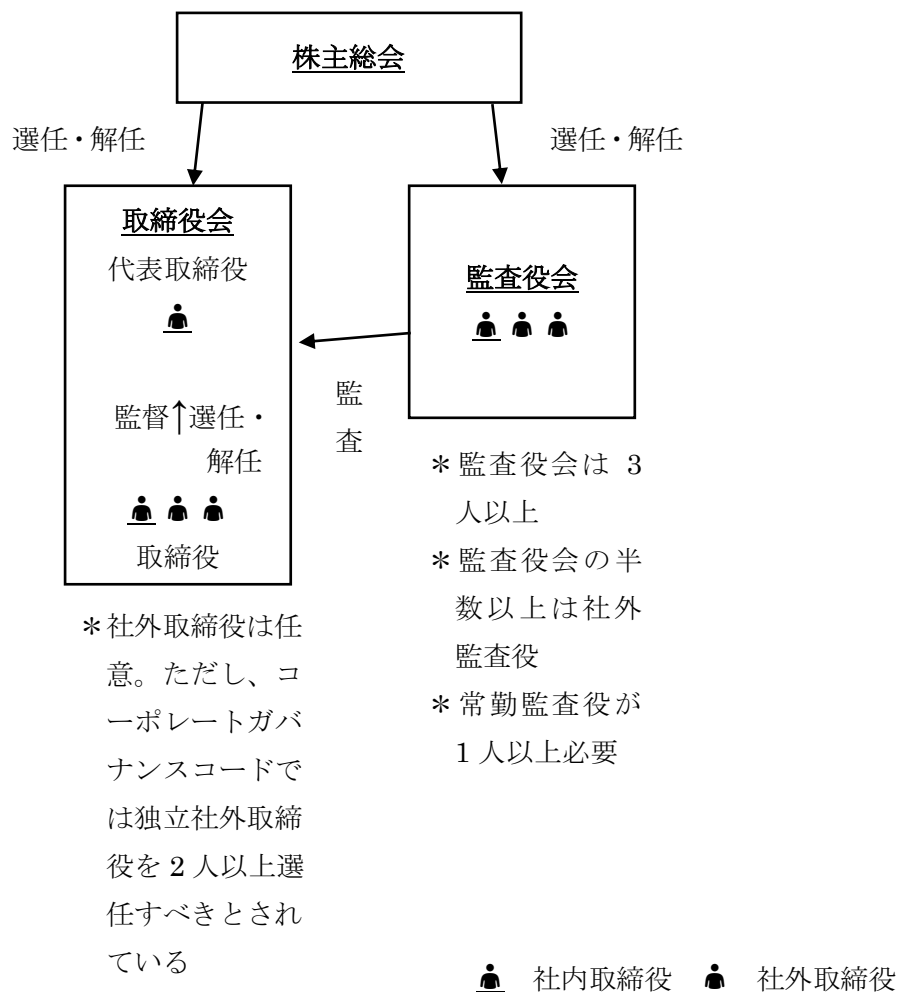 株主総会
選任・解任
選任・解任
取締役会
代表取締役
監督↑選任・
解任
取締役
監査役会
監
査
＊監査役会は 3
人以上
＊監査役会の半
数以上は社外
監査役
＊常勤監査役が
1 人以上必要
＊社外取締役は任
意。ただし、コ
ーポレートガバ
ナンスコードで
は独立社外取締
役を 2 人以上選
任すべきとされ
ている
社内取締役 社外取締役